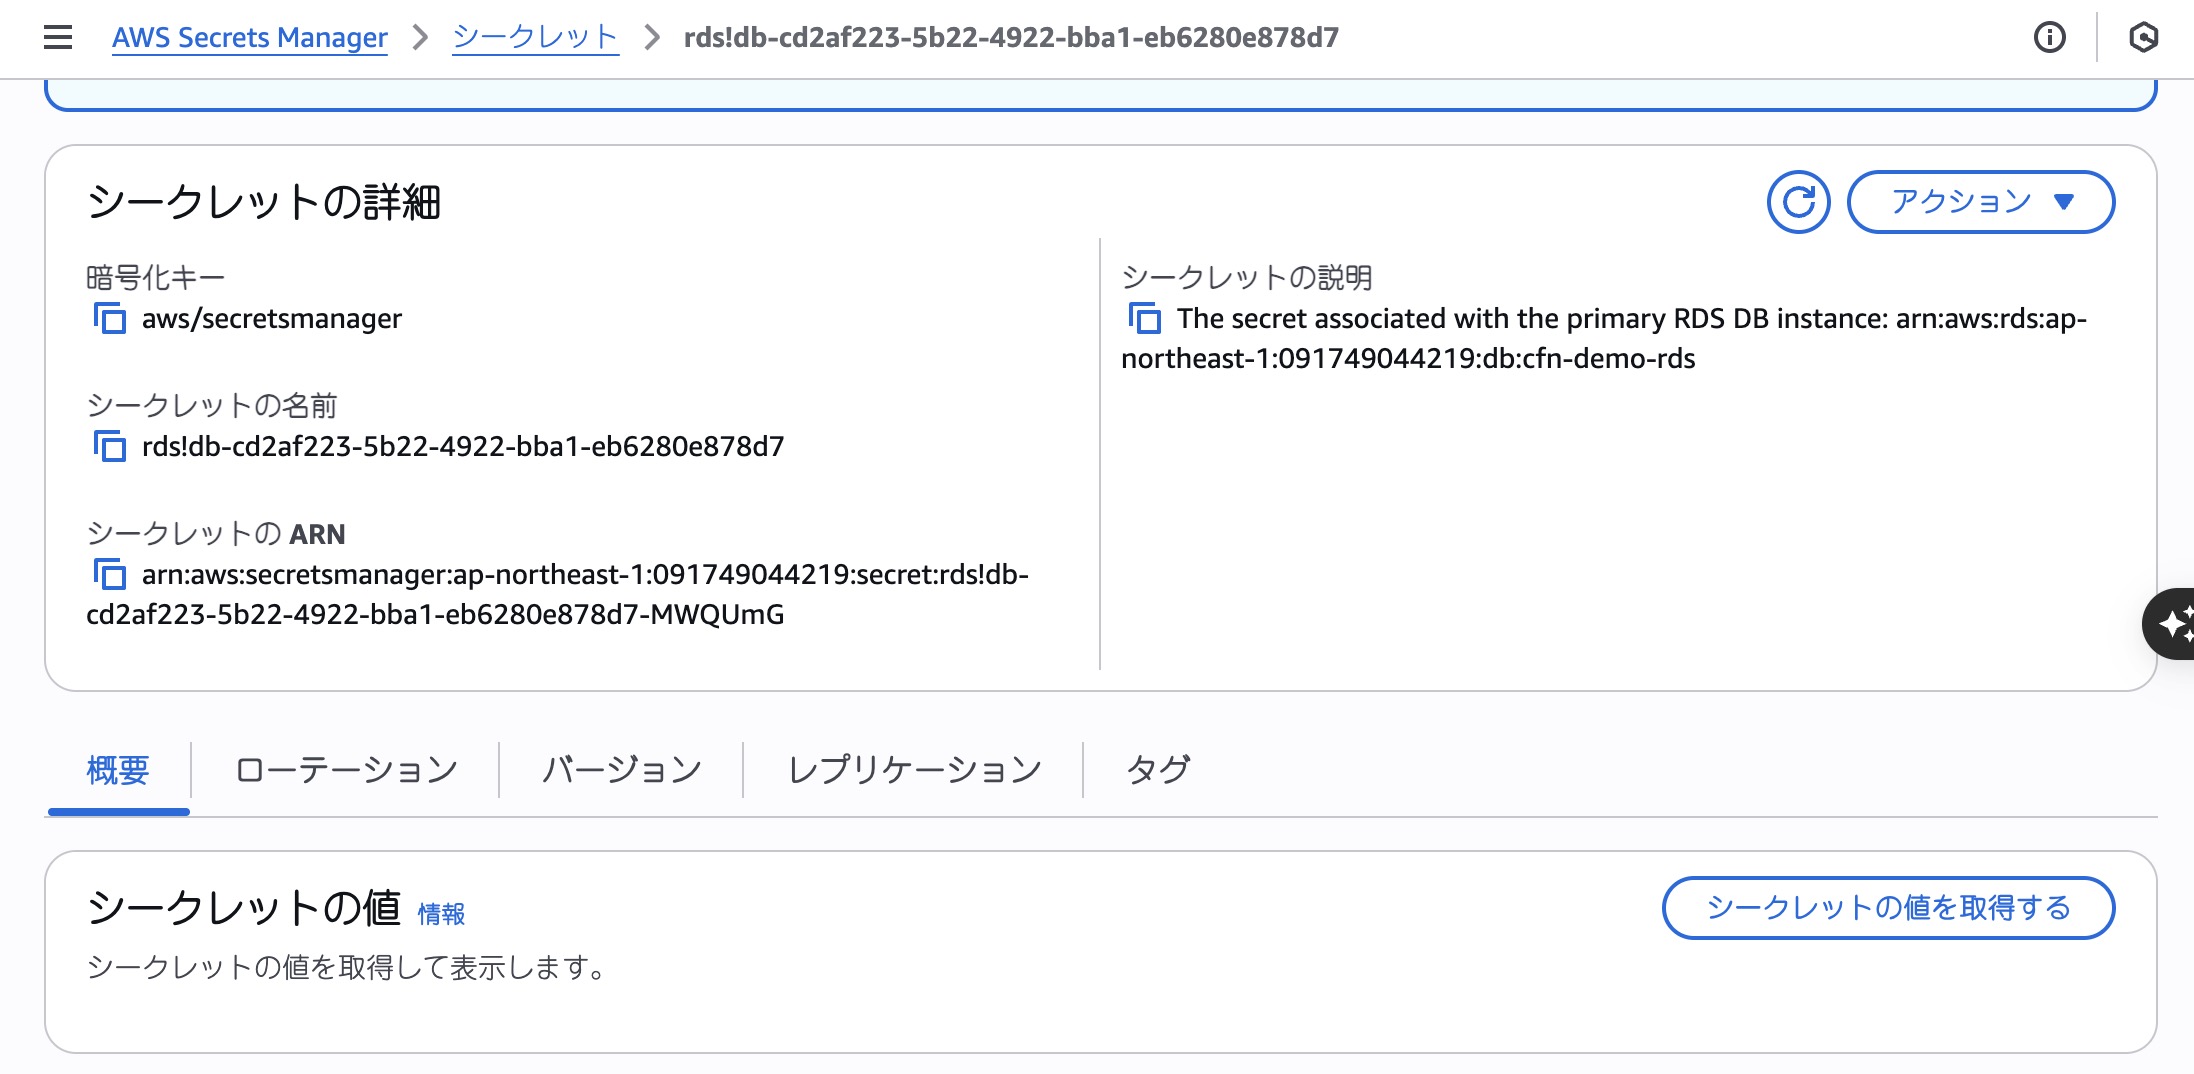 AWS Secrets Manager > シークレット > rds!db-cd2af223-5b22-4922-bba1-eb6280e878d7
シークレットの詳細
アクション
暗号化キー
aws/secretsmanager
シークレットの名前
rds!db-cd2af223-5b22-4922-bba1-eb6280e878d7
シークレットの ARN
arn:aws:secretsmanager:ap-northeast-1:091749044219:secret:rds!db-
cd2af223-5b22-4922-bba1-eb6280e878d7-MWQUmG
シークレットの説明
The secret associated with the primary RDS DB instance: arn:aws:rds:ap-
northeast-1:091749044219:db:cfn-demo-rds
概要 ローテーション バージョン レプリケーション タグ
シークレットの値 情報
シークレットの値を取得する
シークレットの値を取得して表示します。